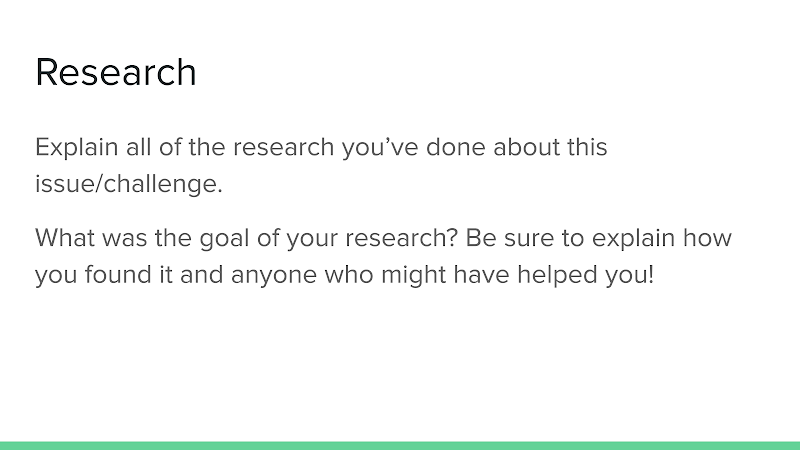 Research
Explain all of the research you’ve done about this
issue/challenge.
What was the goal of your research? Be sure to explain how
you found it and anyone who might have helped you!